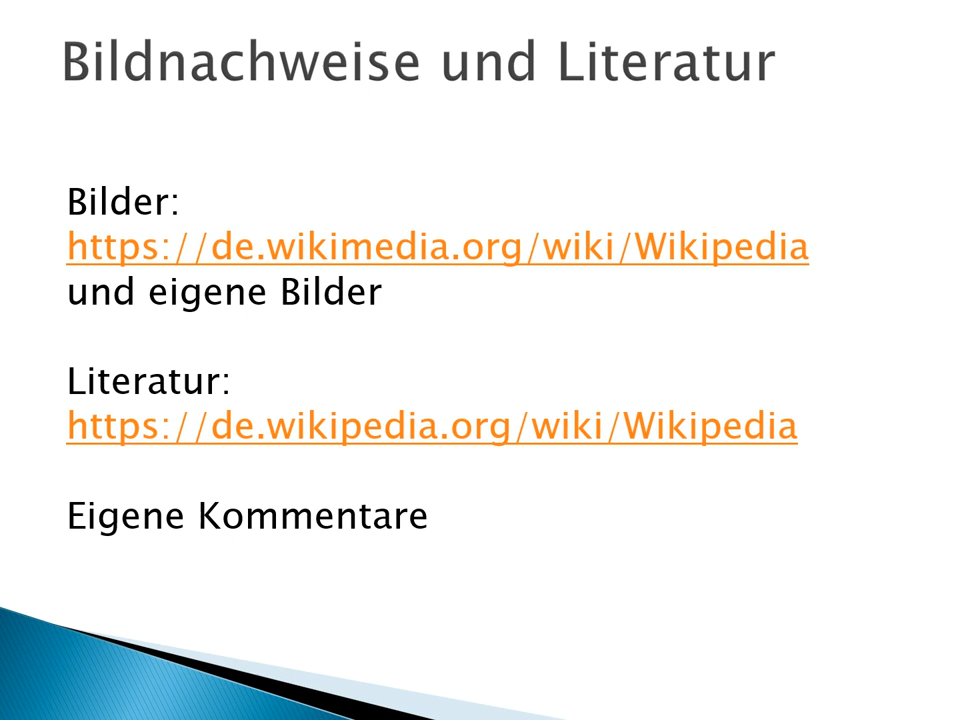 Bildnachweise und Literatur
Bilder:
https://de.wikimedia.org/wiki/Wikipedia
und eigene Bilder
Literatur:
https://de.wikipedia.org/wiki/Wikipedia
Eigene Kommentare